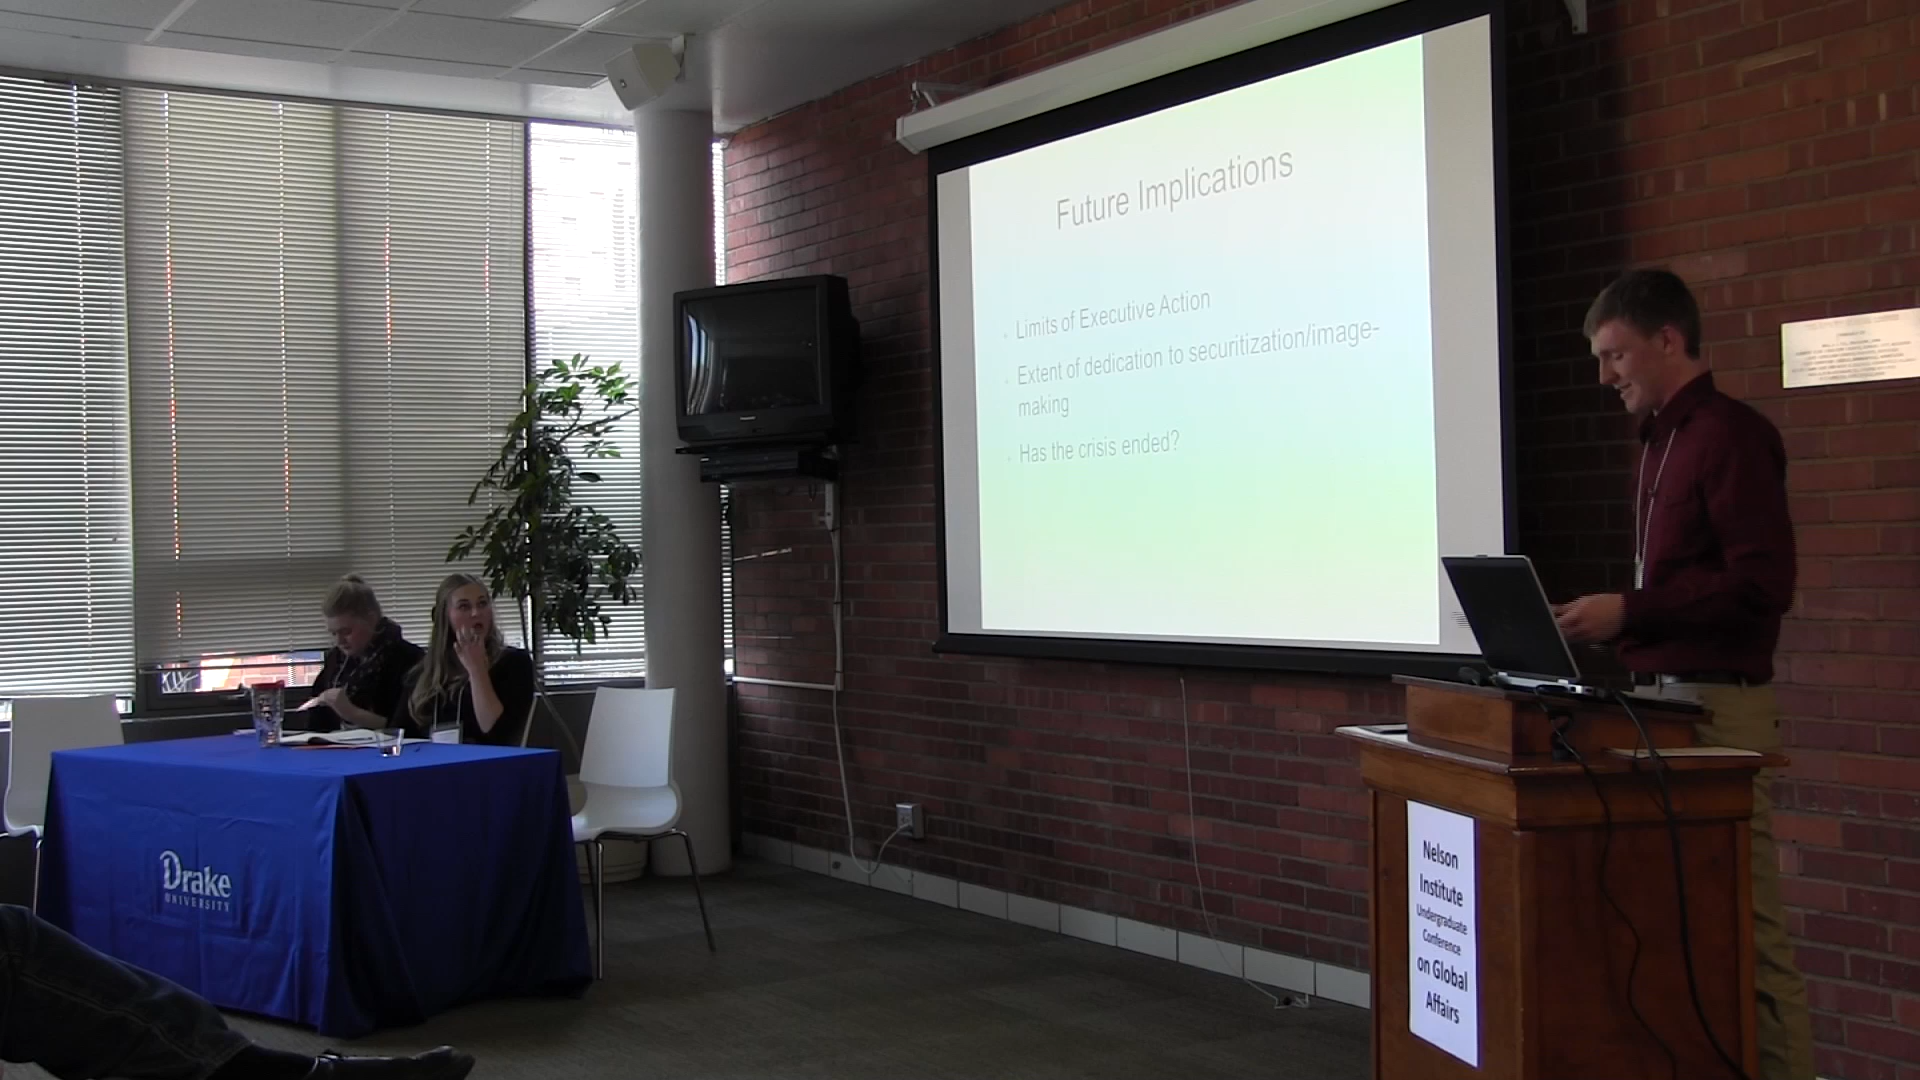 Future Implications
Limits of Executive Action
Extent of dedication to securitization/image-
making
Has the crisis ended?
Panasonic
Drake
UNIVERSITY
Nelson
Institute
Undergraduate
Conference
on Global
Affairs